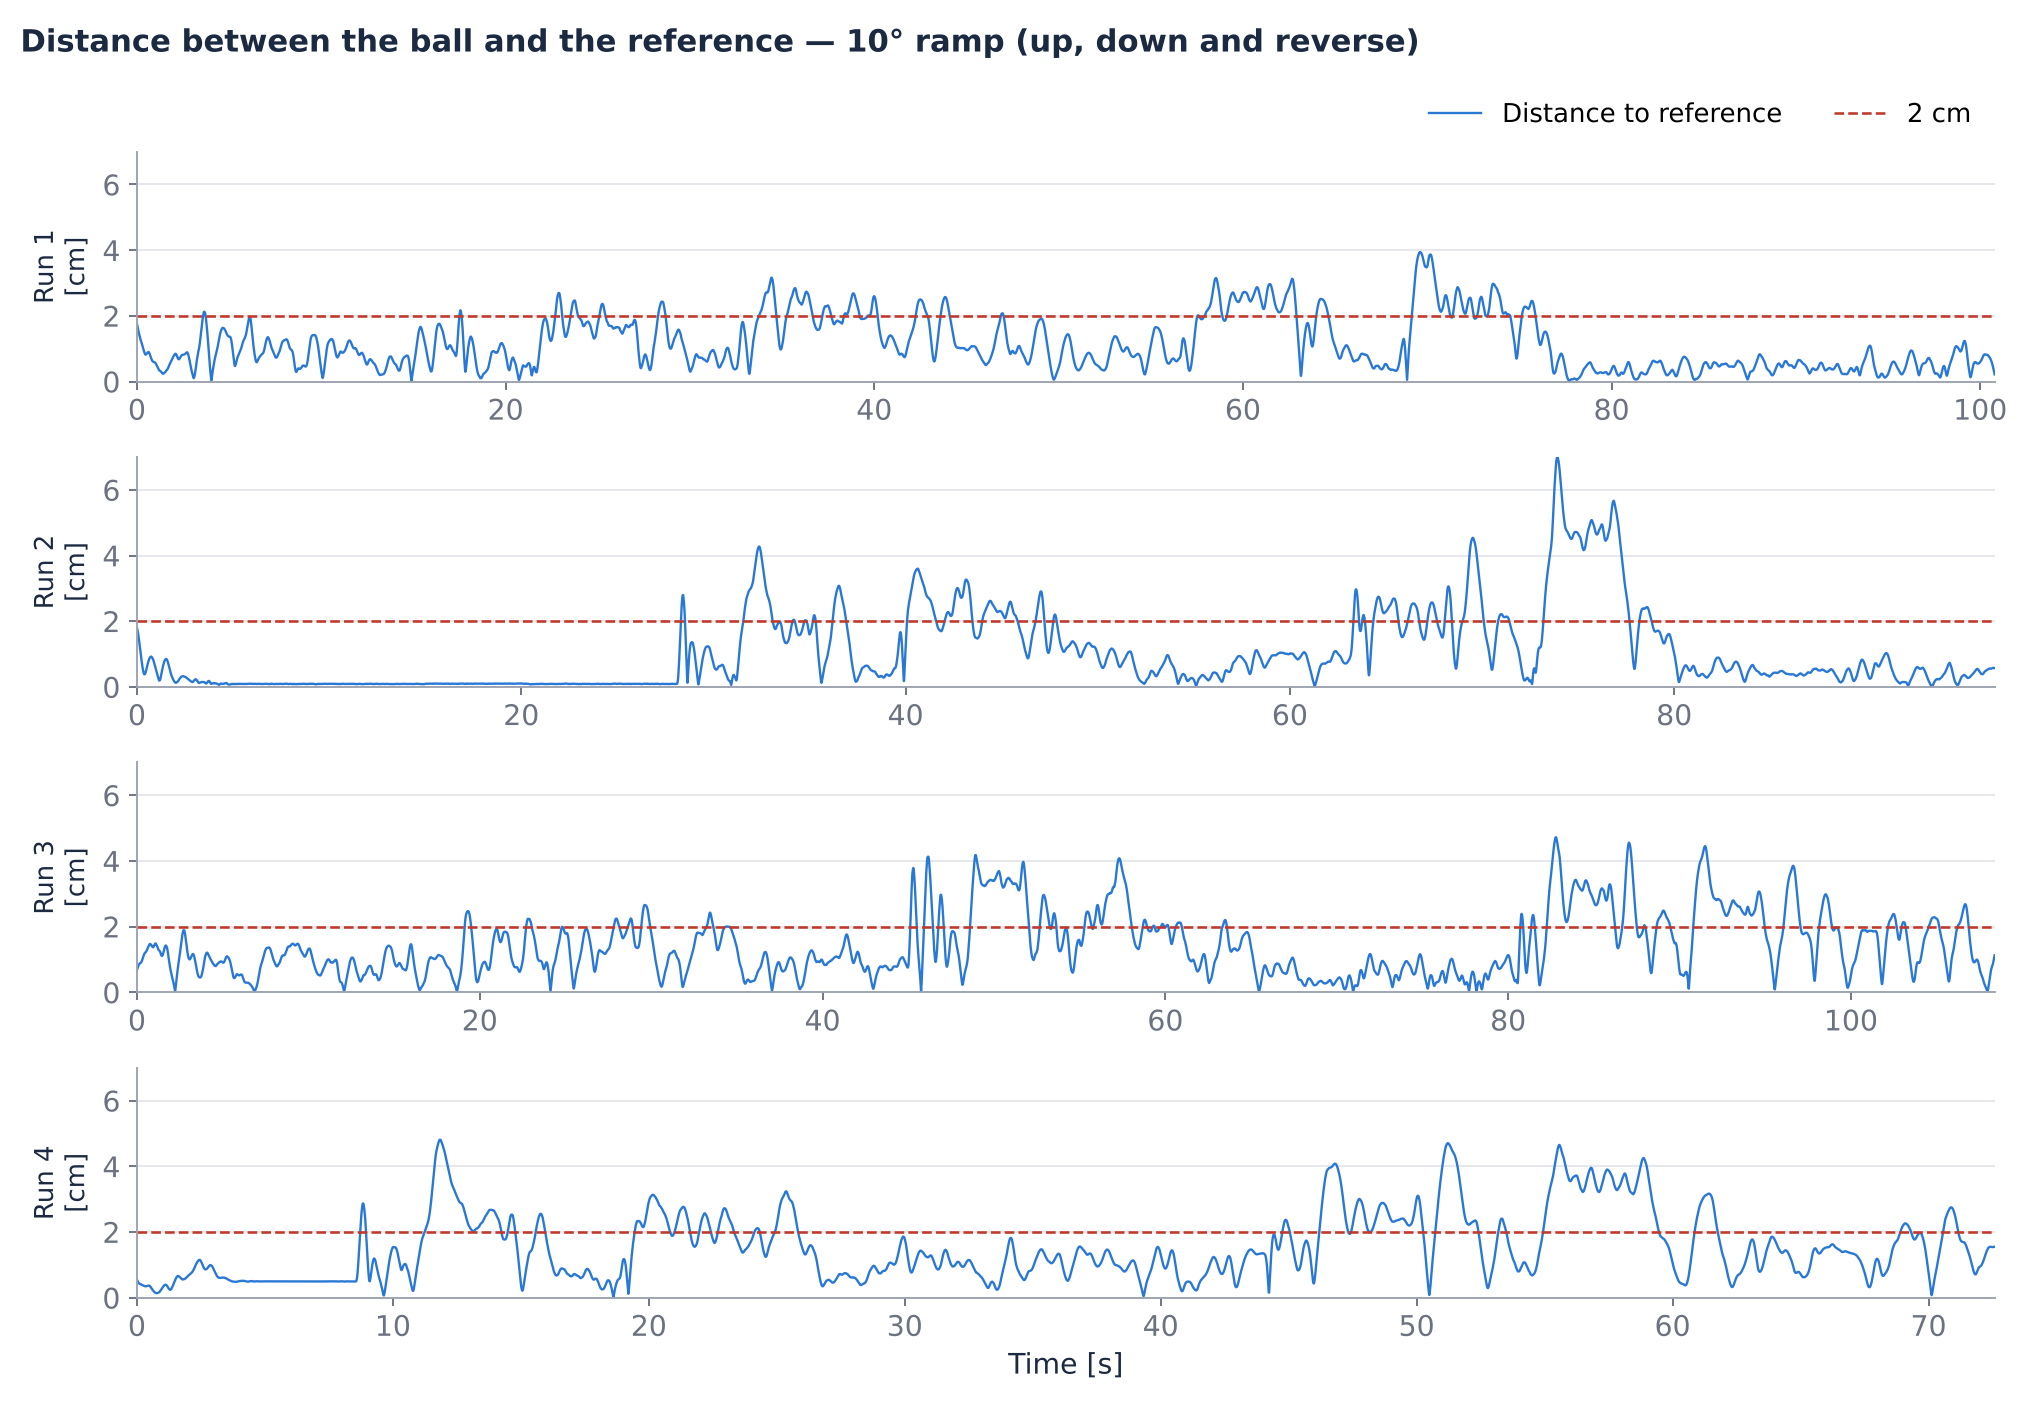 Distance between the ball and the reference — 10° ramp (up, down and reverse)
Distance to reference
2 cm
Run 1
[cm]
6
4
2
0
0 20 40 60 80 100
Run 2
[cm]
6
4
2
0
0 20 40 60 80
Run 3
[cm]
6
4
2
0
0 20 40 60 80 100
Run 4
[cm]
6
4
2
0
0 10 20 30 40 50 60 70
Time [s]